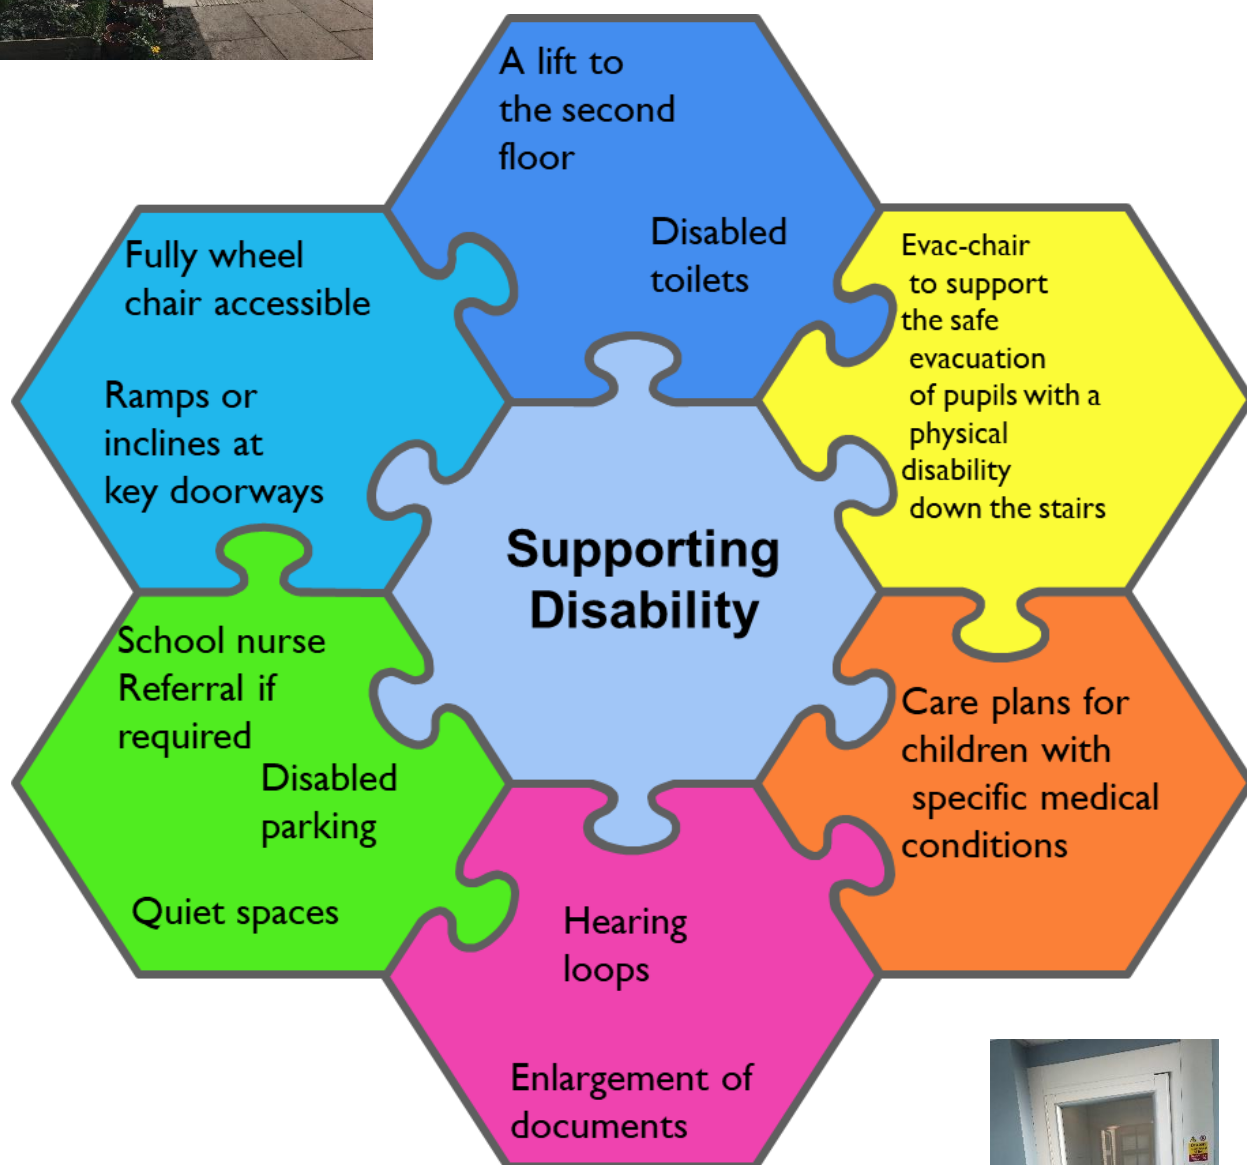 A lift to
the second
floor
Disabled
toilets
Evac-chair
to support
the safe
evacuation
of pupils with a
physical
disability
down the stairs
Fully wheel
chair accessible
Ramps or
inclines at
key doorways
Supporting
Disability
School nurse
Referral if
required
Disabled
parking
Quiet spaces
Care plans for
children with
specific medical
conditions
Hearing
loops
Enlargement of
documents